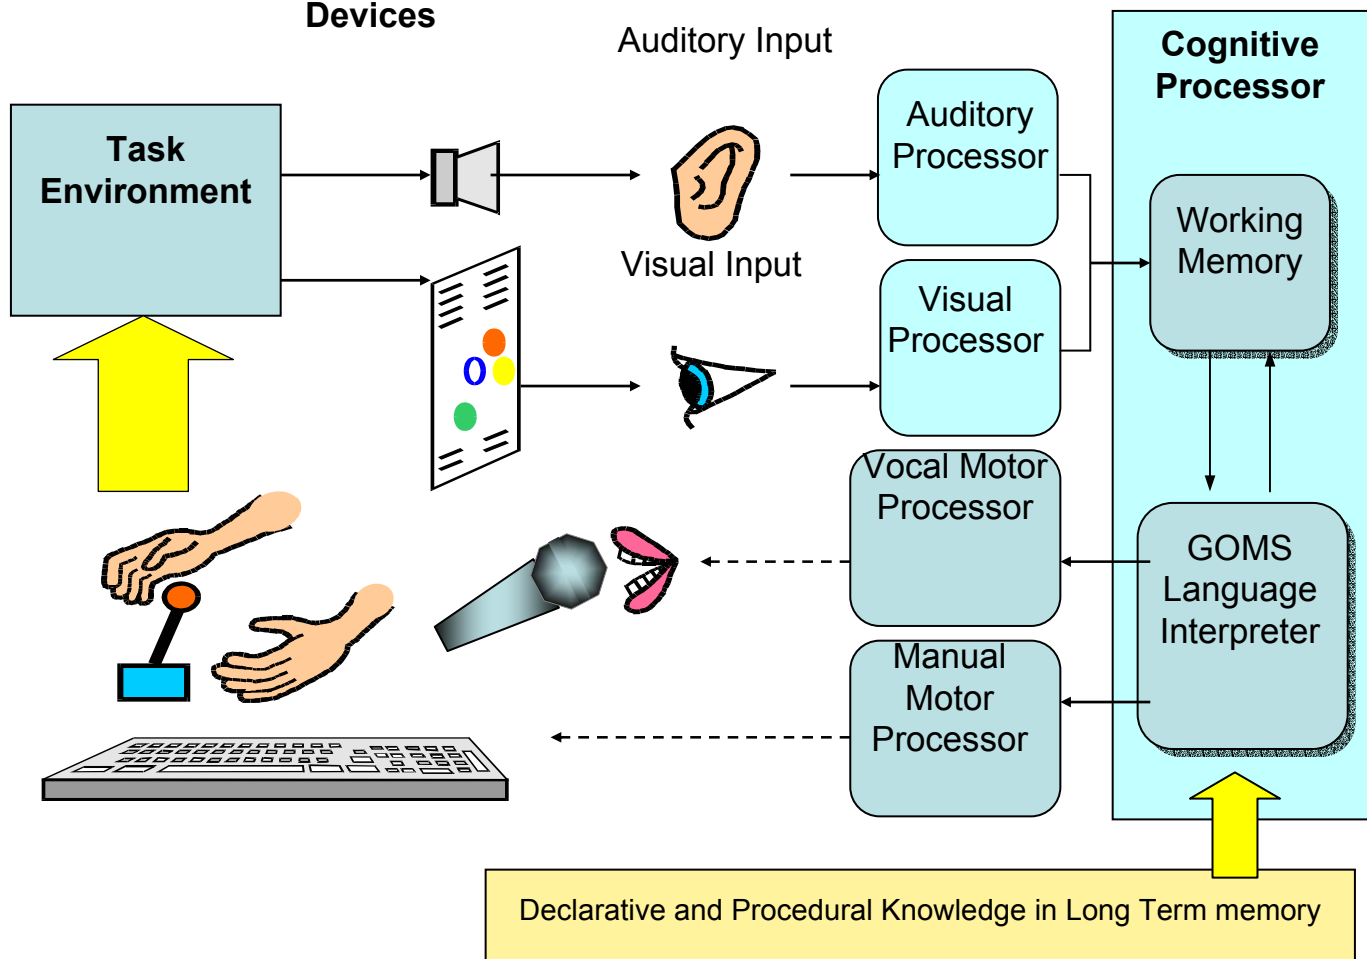 Devices
Auditory Input
Cognitive
Processor
Task
Environment
Auditory
Processor
Working
Memory
Visual Input
Visual
Processor
Vocal Motor
Processor
GOMS
Language
Interpreter
Manual
Motor
Processor
Declarative and Procedural Knowledge in Long Term memory